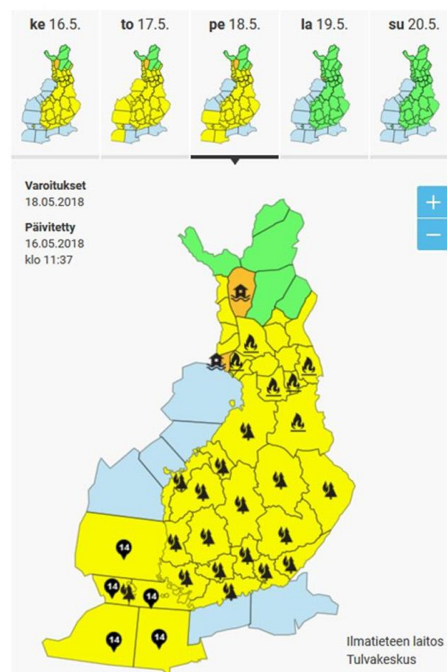 ke 16.5.
to 17.5.
pe 18.5.
la 19.5.
su 20.5.
Varoitukset
18.05.2018
Päivitetty
16.05.2018
klo 11:37
+
−
14
14
14
14
14
Ilmatieteen laitos
Tulvakeskus